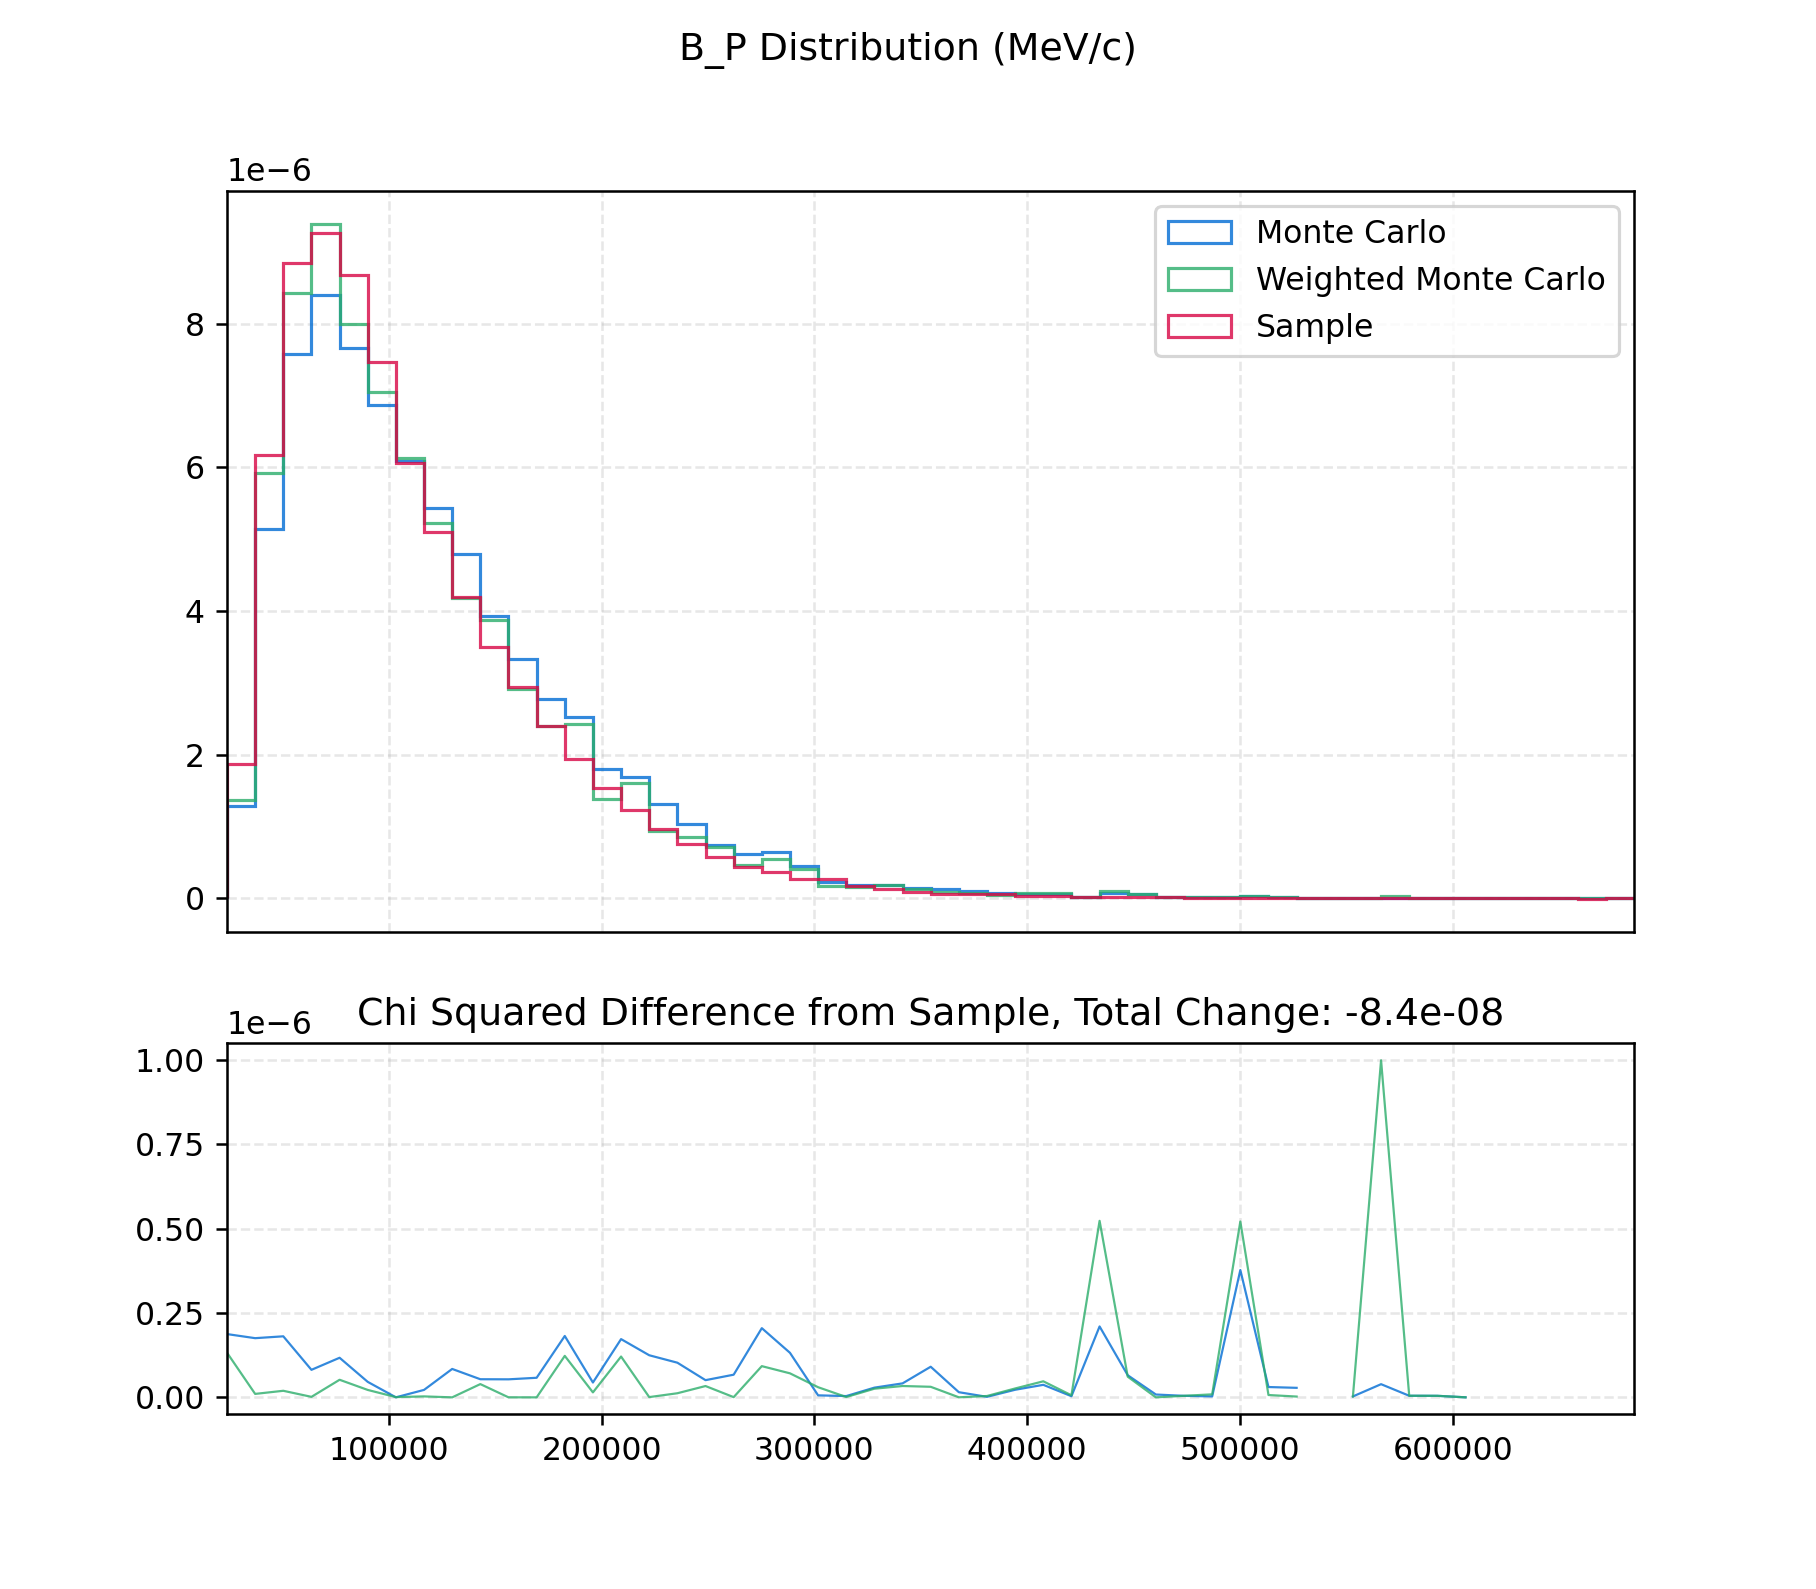 B_P Distribution (MeV/c)
1e−6
Monte Carlo
Weighted Monte Carlo
Sample
8
6
4
2
0
Chi Squared Difference from Sample, Total Change: -8.4e-08
1e−6
1.00
0.75
0.50
0.25
0.00
100000 200000 300000 400000 500000 600000